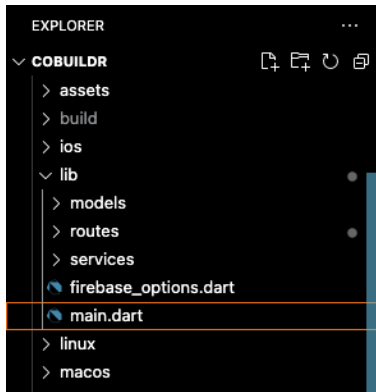 EXPLORER
COBUILDR
assets
build
ios
lib
models
routes
services
firebase_options.dart
main.dart
linux
macos